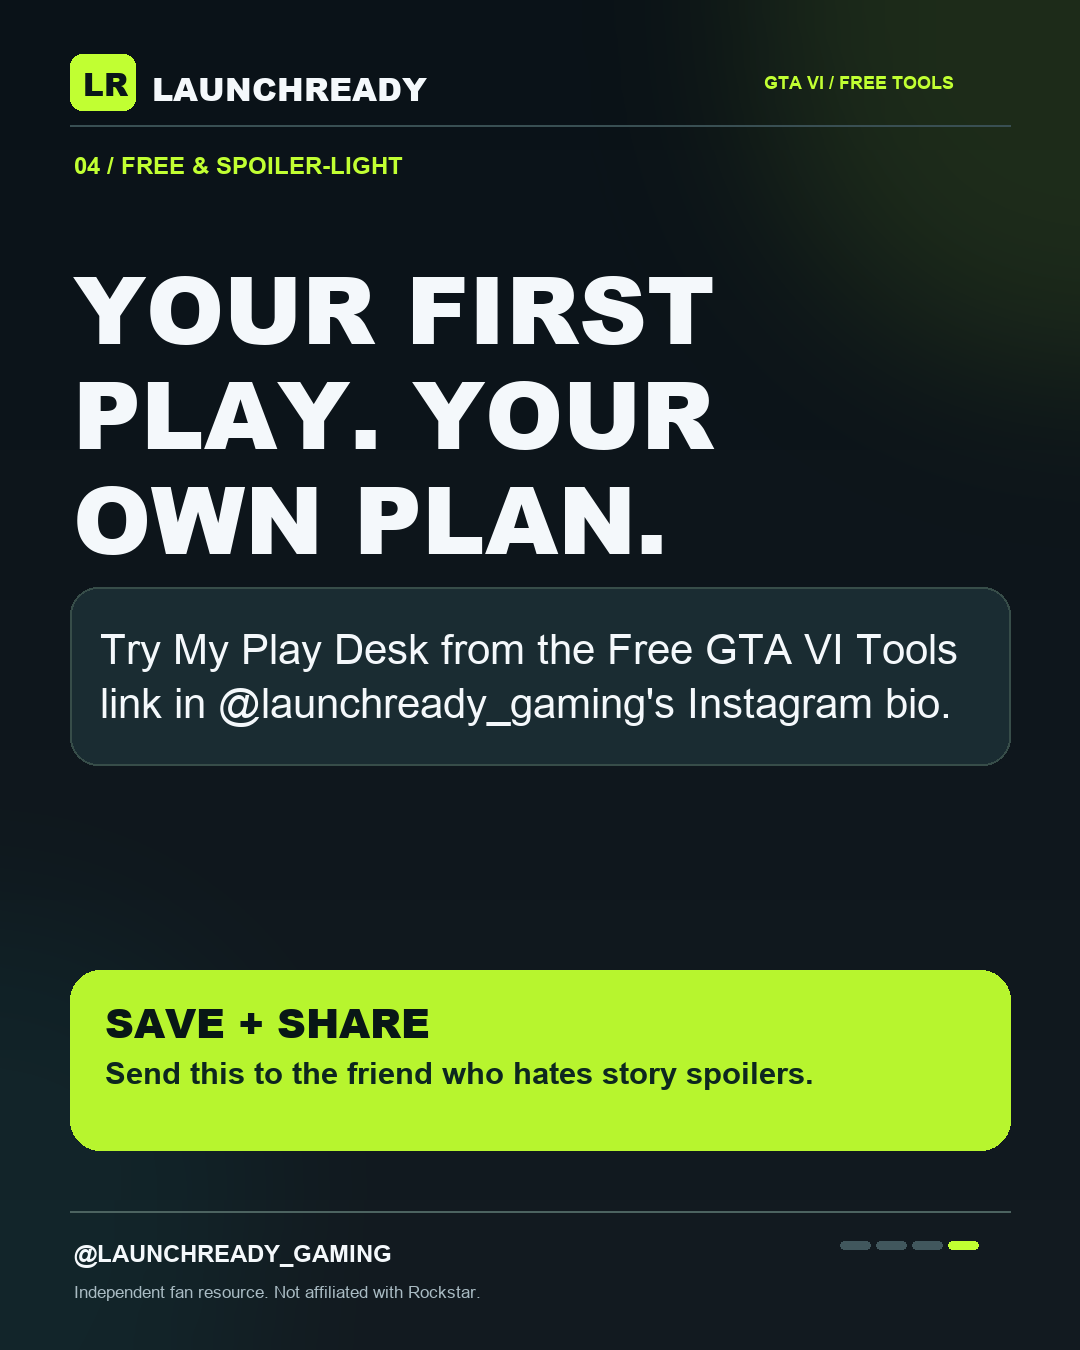 LR LAUNCHREADY
GTA VI / FREE TOOLS
04 / FREE & SPOILER-LIGHT
YOUR FIRST
PLAY. YOUR
OWN PLAN.
Try My Play Desk from the Free GTA VI Tools
link in @launchready_gaming's Instagram bio.
SAVE + SHARE
Send this to the friend who hates story spoilers.
@LAUNCHREADY_GAMING
Independent fan resource. Not affiliated with Rockstar.